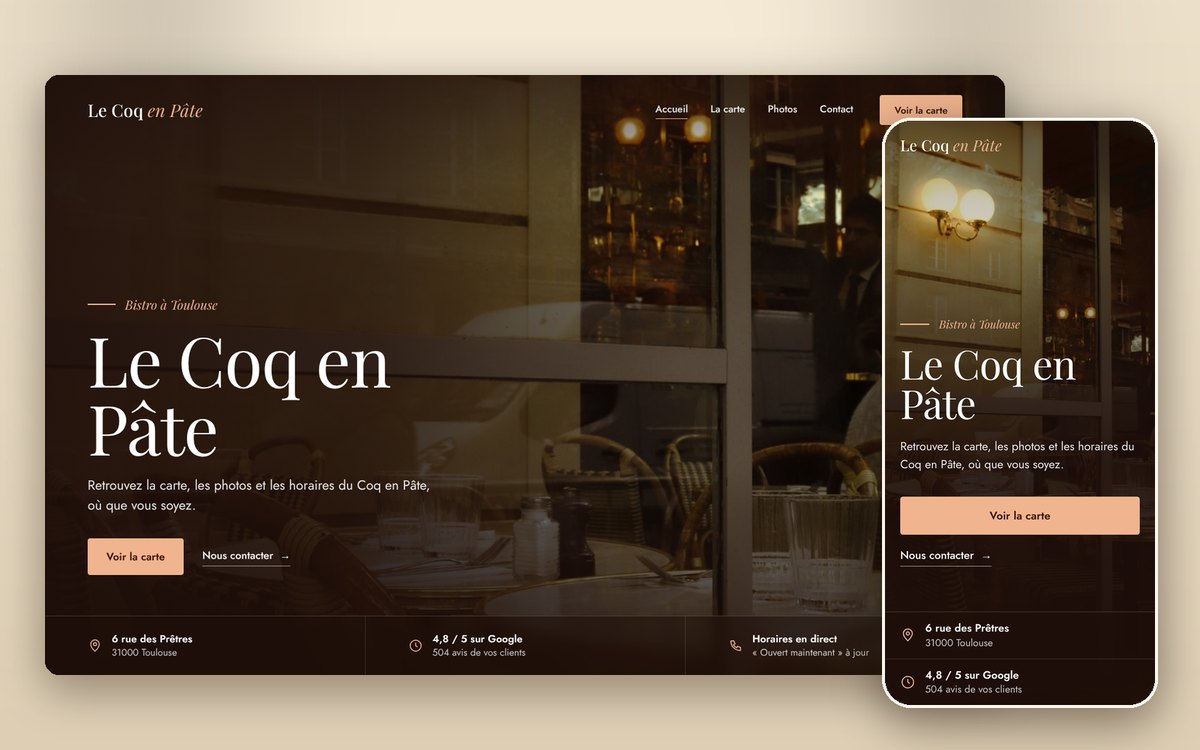 Le Coq en Pâte
Accueil
La carte
Photos
Contact
Voir la carte
Bistro à Toulouse
Le Coq en
Pâte
Retrouvez la carte, les photos et les horaires du Coq en Pâte,
où que vous soyez.
Voir la carte
Nous contacter →
6 rue des Prêtres
31000 Toulouse
4,8 / 5 sur Google
504 avis de vos clients
Horaires en direct
« Ouvert maintenant » à jour
Le Coq en Pâte
Bistro à Toulouse
Le Coq en
Pâte
Retrouvez la carte, les photos et les horaires du
Coq en Pâte, où que vous soyez.
Voir la carte
Nous contacter →
6 rue des Prêtres
31000 Toulouse
4,8 / 5 sur Google
504 avis de vos clients